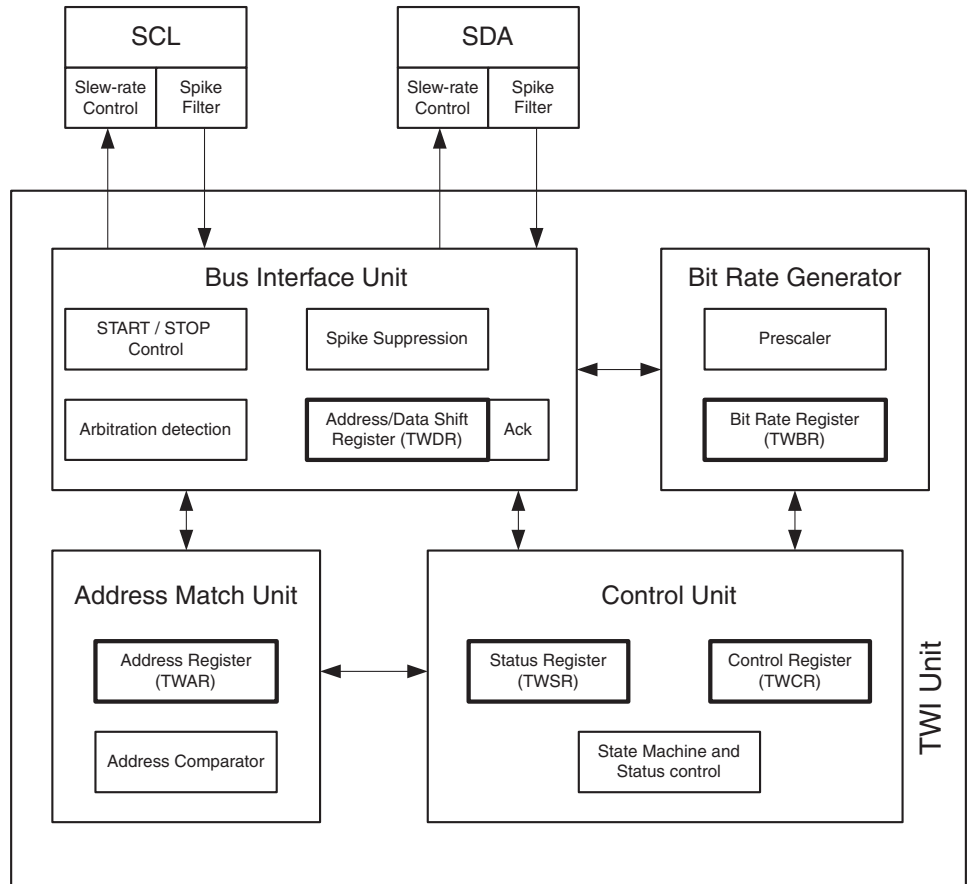 SCL
Slew-rate
Control
Spike
Filter
SDA
Slew-rate
Control
Spike
Filter
Bus Interface Unit
START / STOP
Control
Spike Suppression
Arbitration detection
Address/Data Shift
Register (TWDR)
Ack
Bit Rate Generator
Prescaler
Bit Rate Register
(TWBR)
Address Match Unit
Address Register
(TWAR)
Address Comparator
Control Unit
Status Register
(TWSR)
Control Register
(TWCR)
State Machine and
Status control
TWI Unit